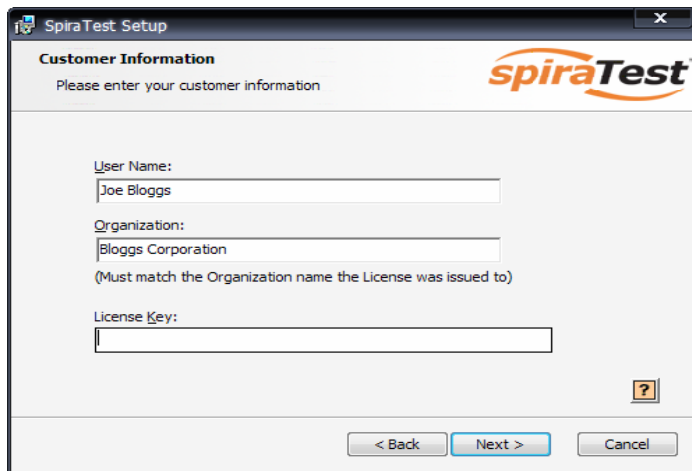 SpiraTest Setup
x
Customer Information
Please enter your customer information
spiraTest
User Name:
Joe Bloggs
Organization:
Bloggs Corporation
(Must match the Organization name the License was issued to)
License Key:
?
< Back
Next >
Cancel